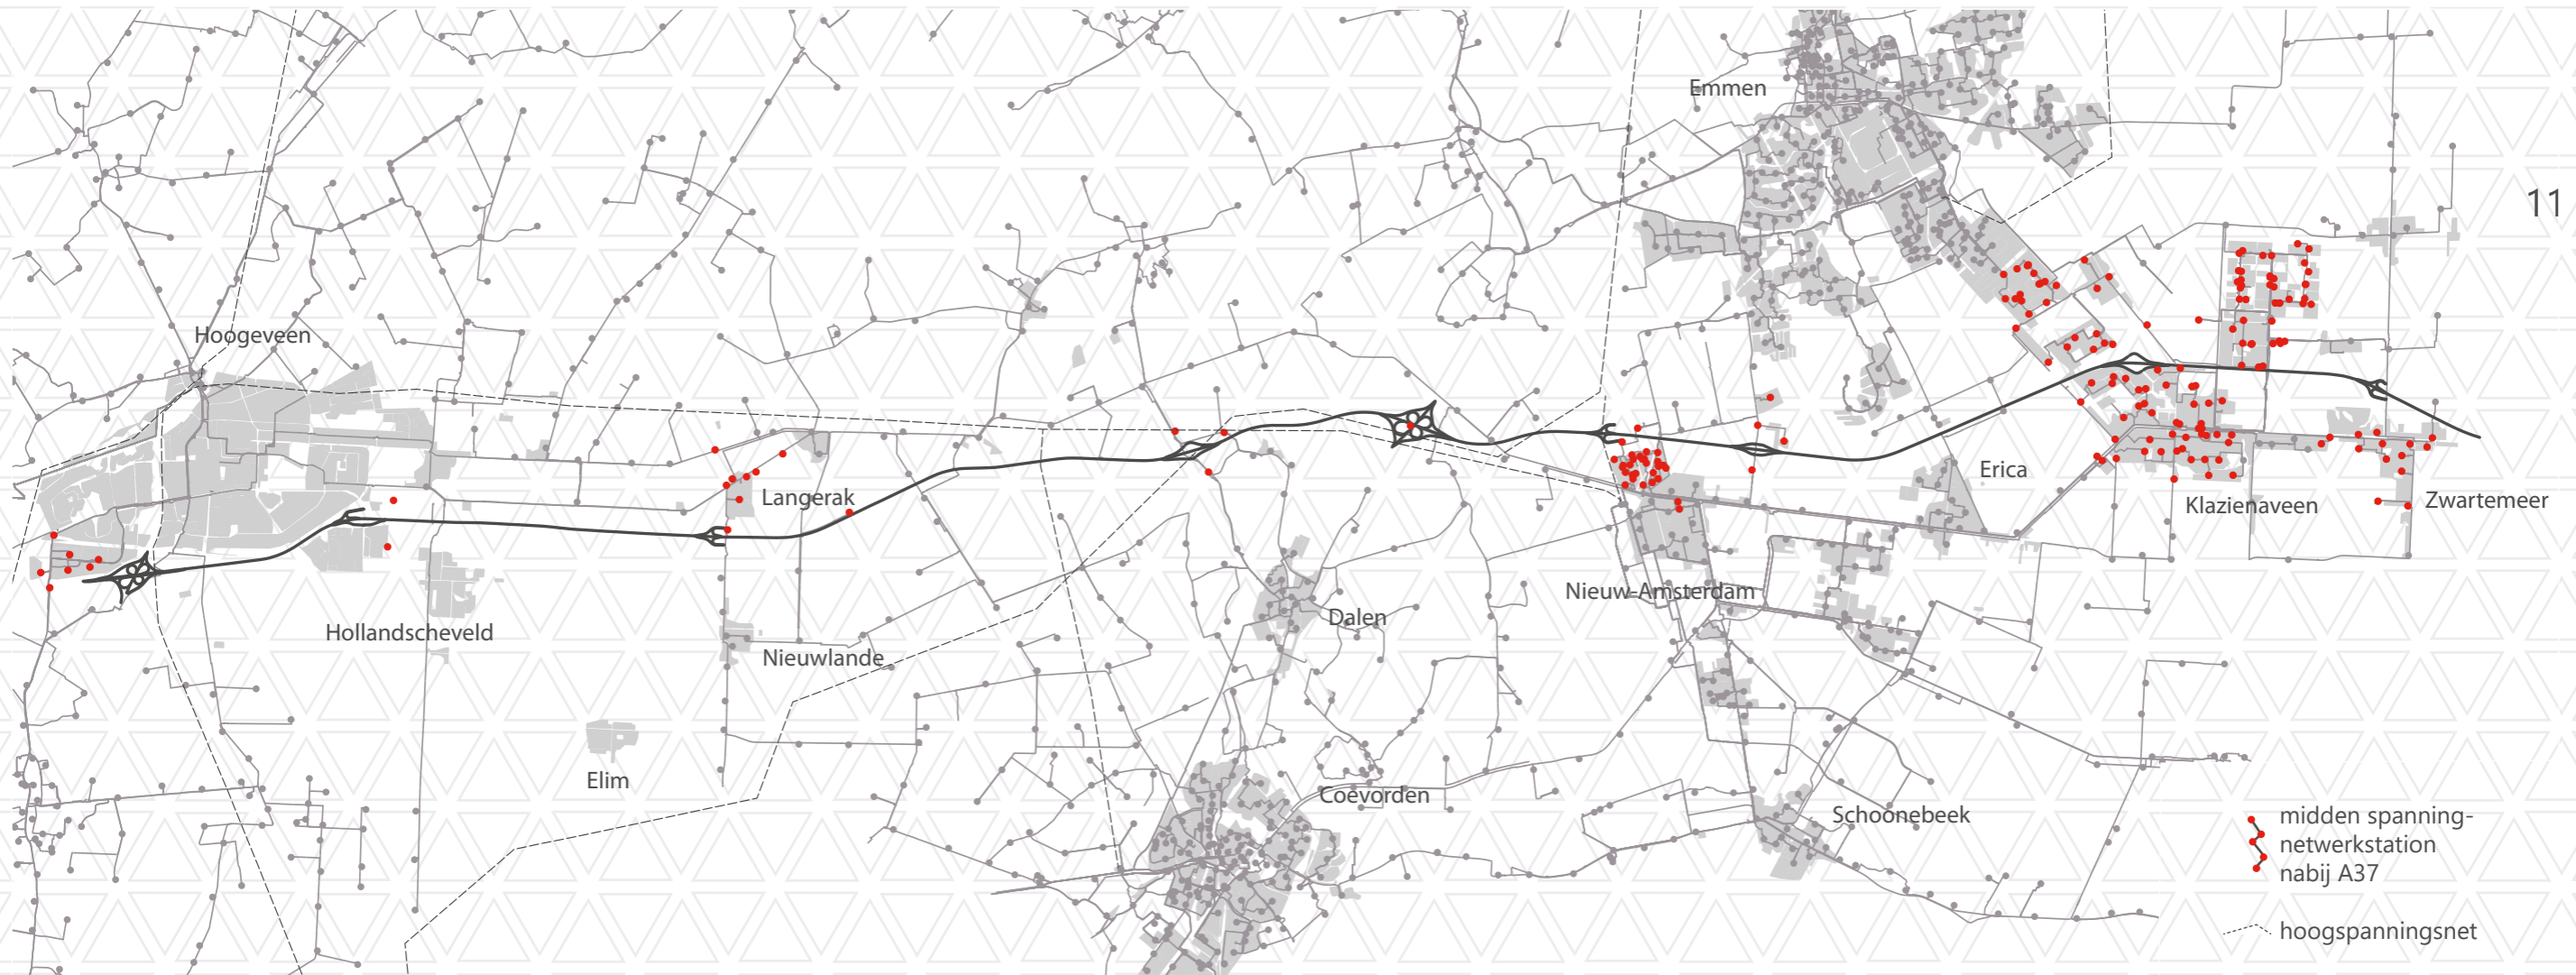 Emmen
11
Hoogeveen
Erica
Langerak
Klazienaveen
Zwartemeer
Nieuw-Amsterdam
Dalen
Hollandscheveld
Nieuwlande
Elim
Coevorden
Schoonebeek
midden spanning-
netwerkstation
nabij A37
hoogspanningsnet